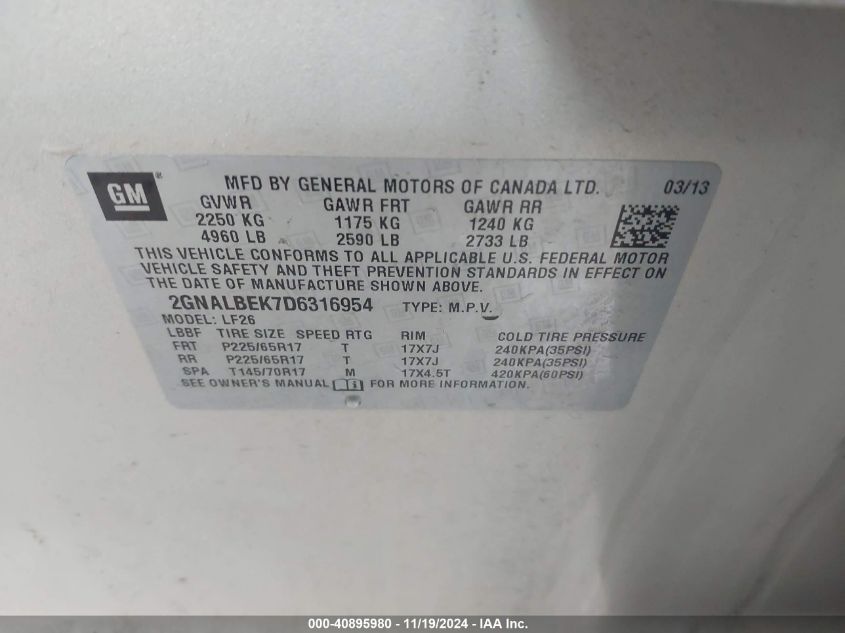 GM ® MFD BY GENERAL MOTORS OF CANADA LTD. 03/13
GVWR GAWR FRT GAWR RR
2250 KG 1175 KG 1240 KG
4960 LB 2590 LB 2733 LB
THIS VEHICLE CONFORMS TO ALL APPLICABLE U.S. FEDERAL MOTOR
VEHICLE SAFETY AND THEFT PREVENTION STANDARDS IN EFFECT ON
THE DATE OF MANUFACTURE SHOWN ABOVE.
2GNALBEK7D6316954 TYPE: M.P.V.
MODEL: LF26
LBBF TIRE SIZE SPEED RTG RIM COLD TIRE PRESSURE
FRT P225/65R17 T 17X7J 240KPA(35PSI)
RR P225/65R17 T 17X7J 240KPA(35PSI)
SPA T145/70R17 M 17X4.5T 420KPA(60PSI)
SEE OWNER'S MANUAL i FOR MORE INFORMATION.
000-40895980 - 11/19/2024 - IAA Inc.